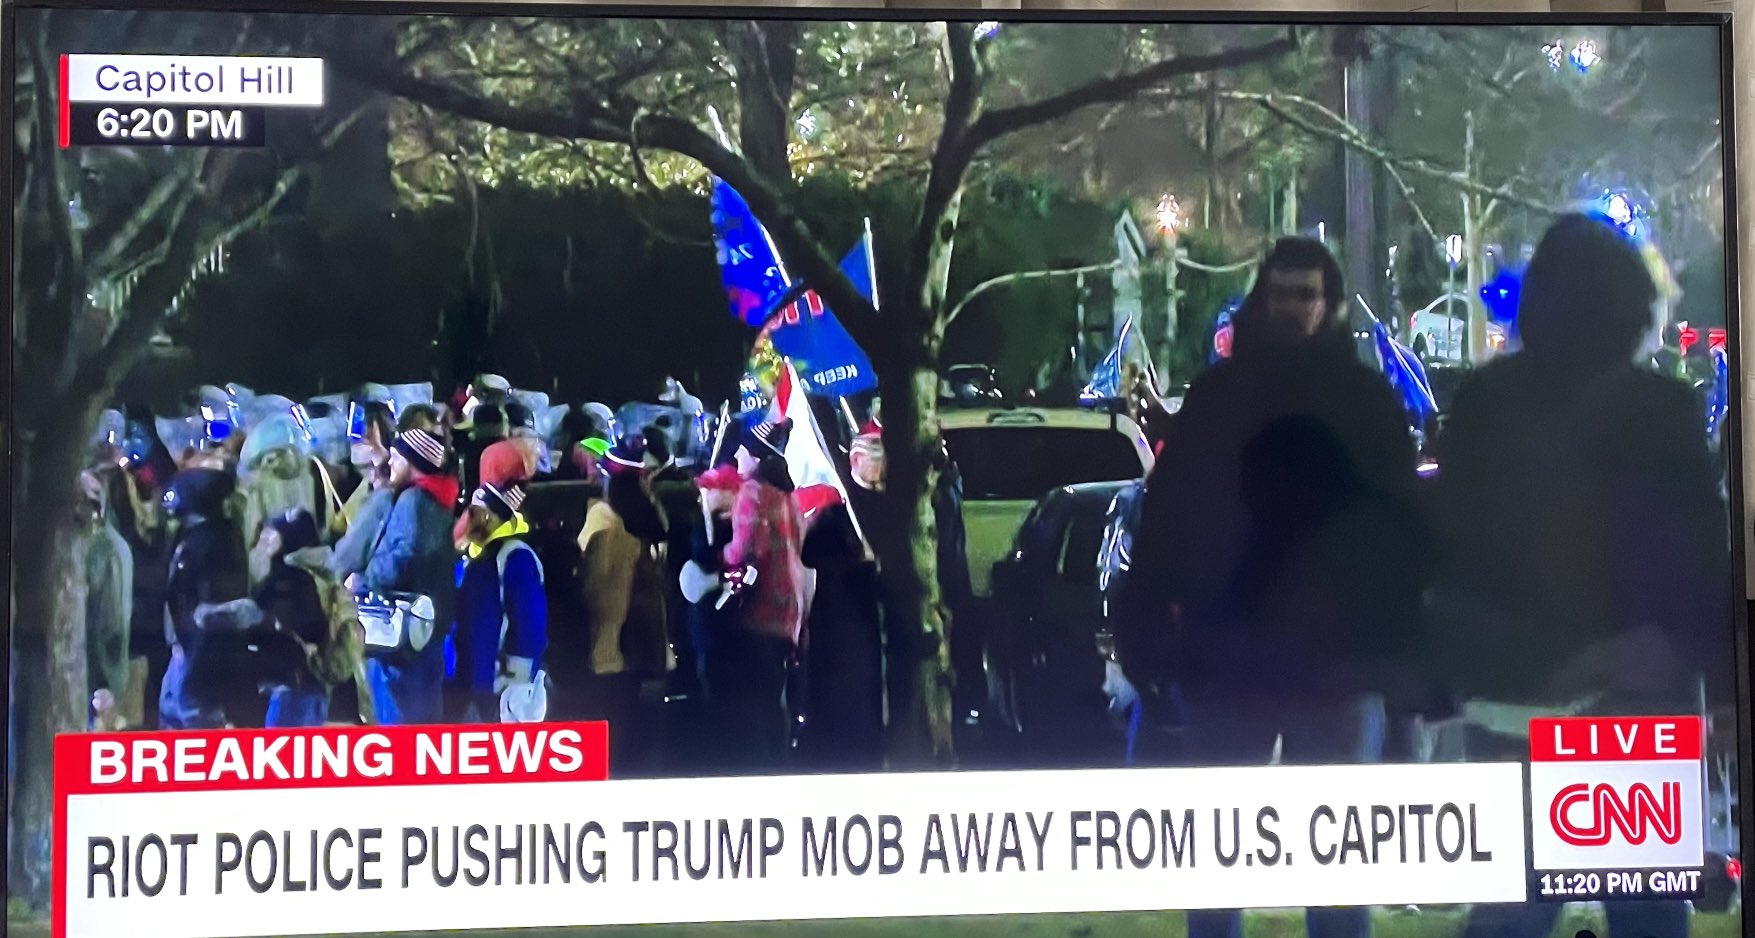 Capitol Hill
6:20 PM
KEEP A
BREAKING NEWS
RIOT POLICE PUSHING TRUMP MOB AWAY FROM U.S. CAPITOL
LIVE
CNN
11:20 PM GMT